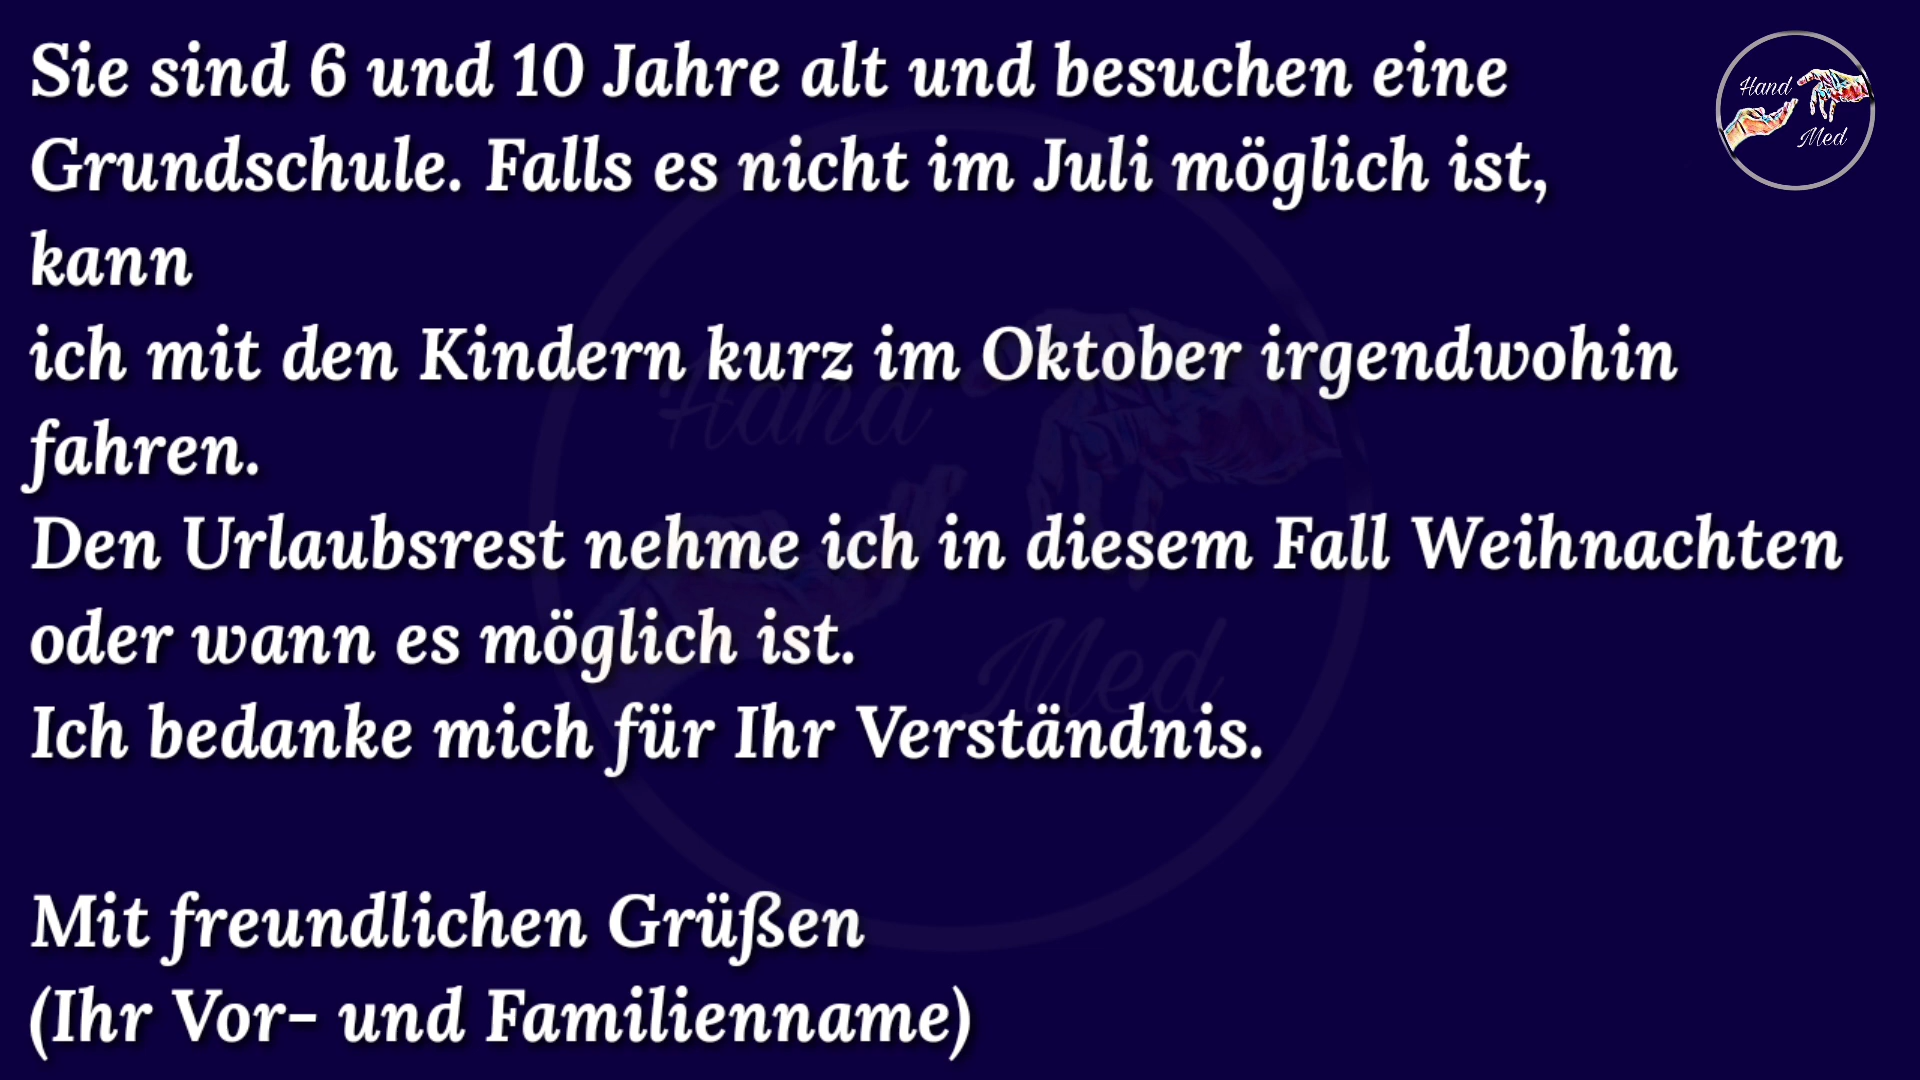 Sie sind 6 und 10 Jahre alt und besuchen eine
Grundschule. Falls es nicht im Juli möglich ist,
kann
ich mit den Kindern kurz im Oktober irgendwohin
fahren.
Den Urlaubsrest nehme ich in diesem Fall Weihnachten
oder wann es möglich ist.
Ich bedanke mich für Ihr Verständnis.
Mit freundlichen Grüßen
(Ihr Vor- und Familienname)
Hand
Med
Hand
Med